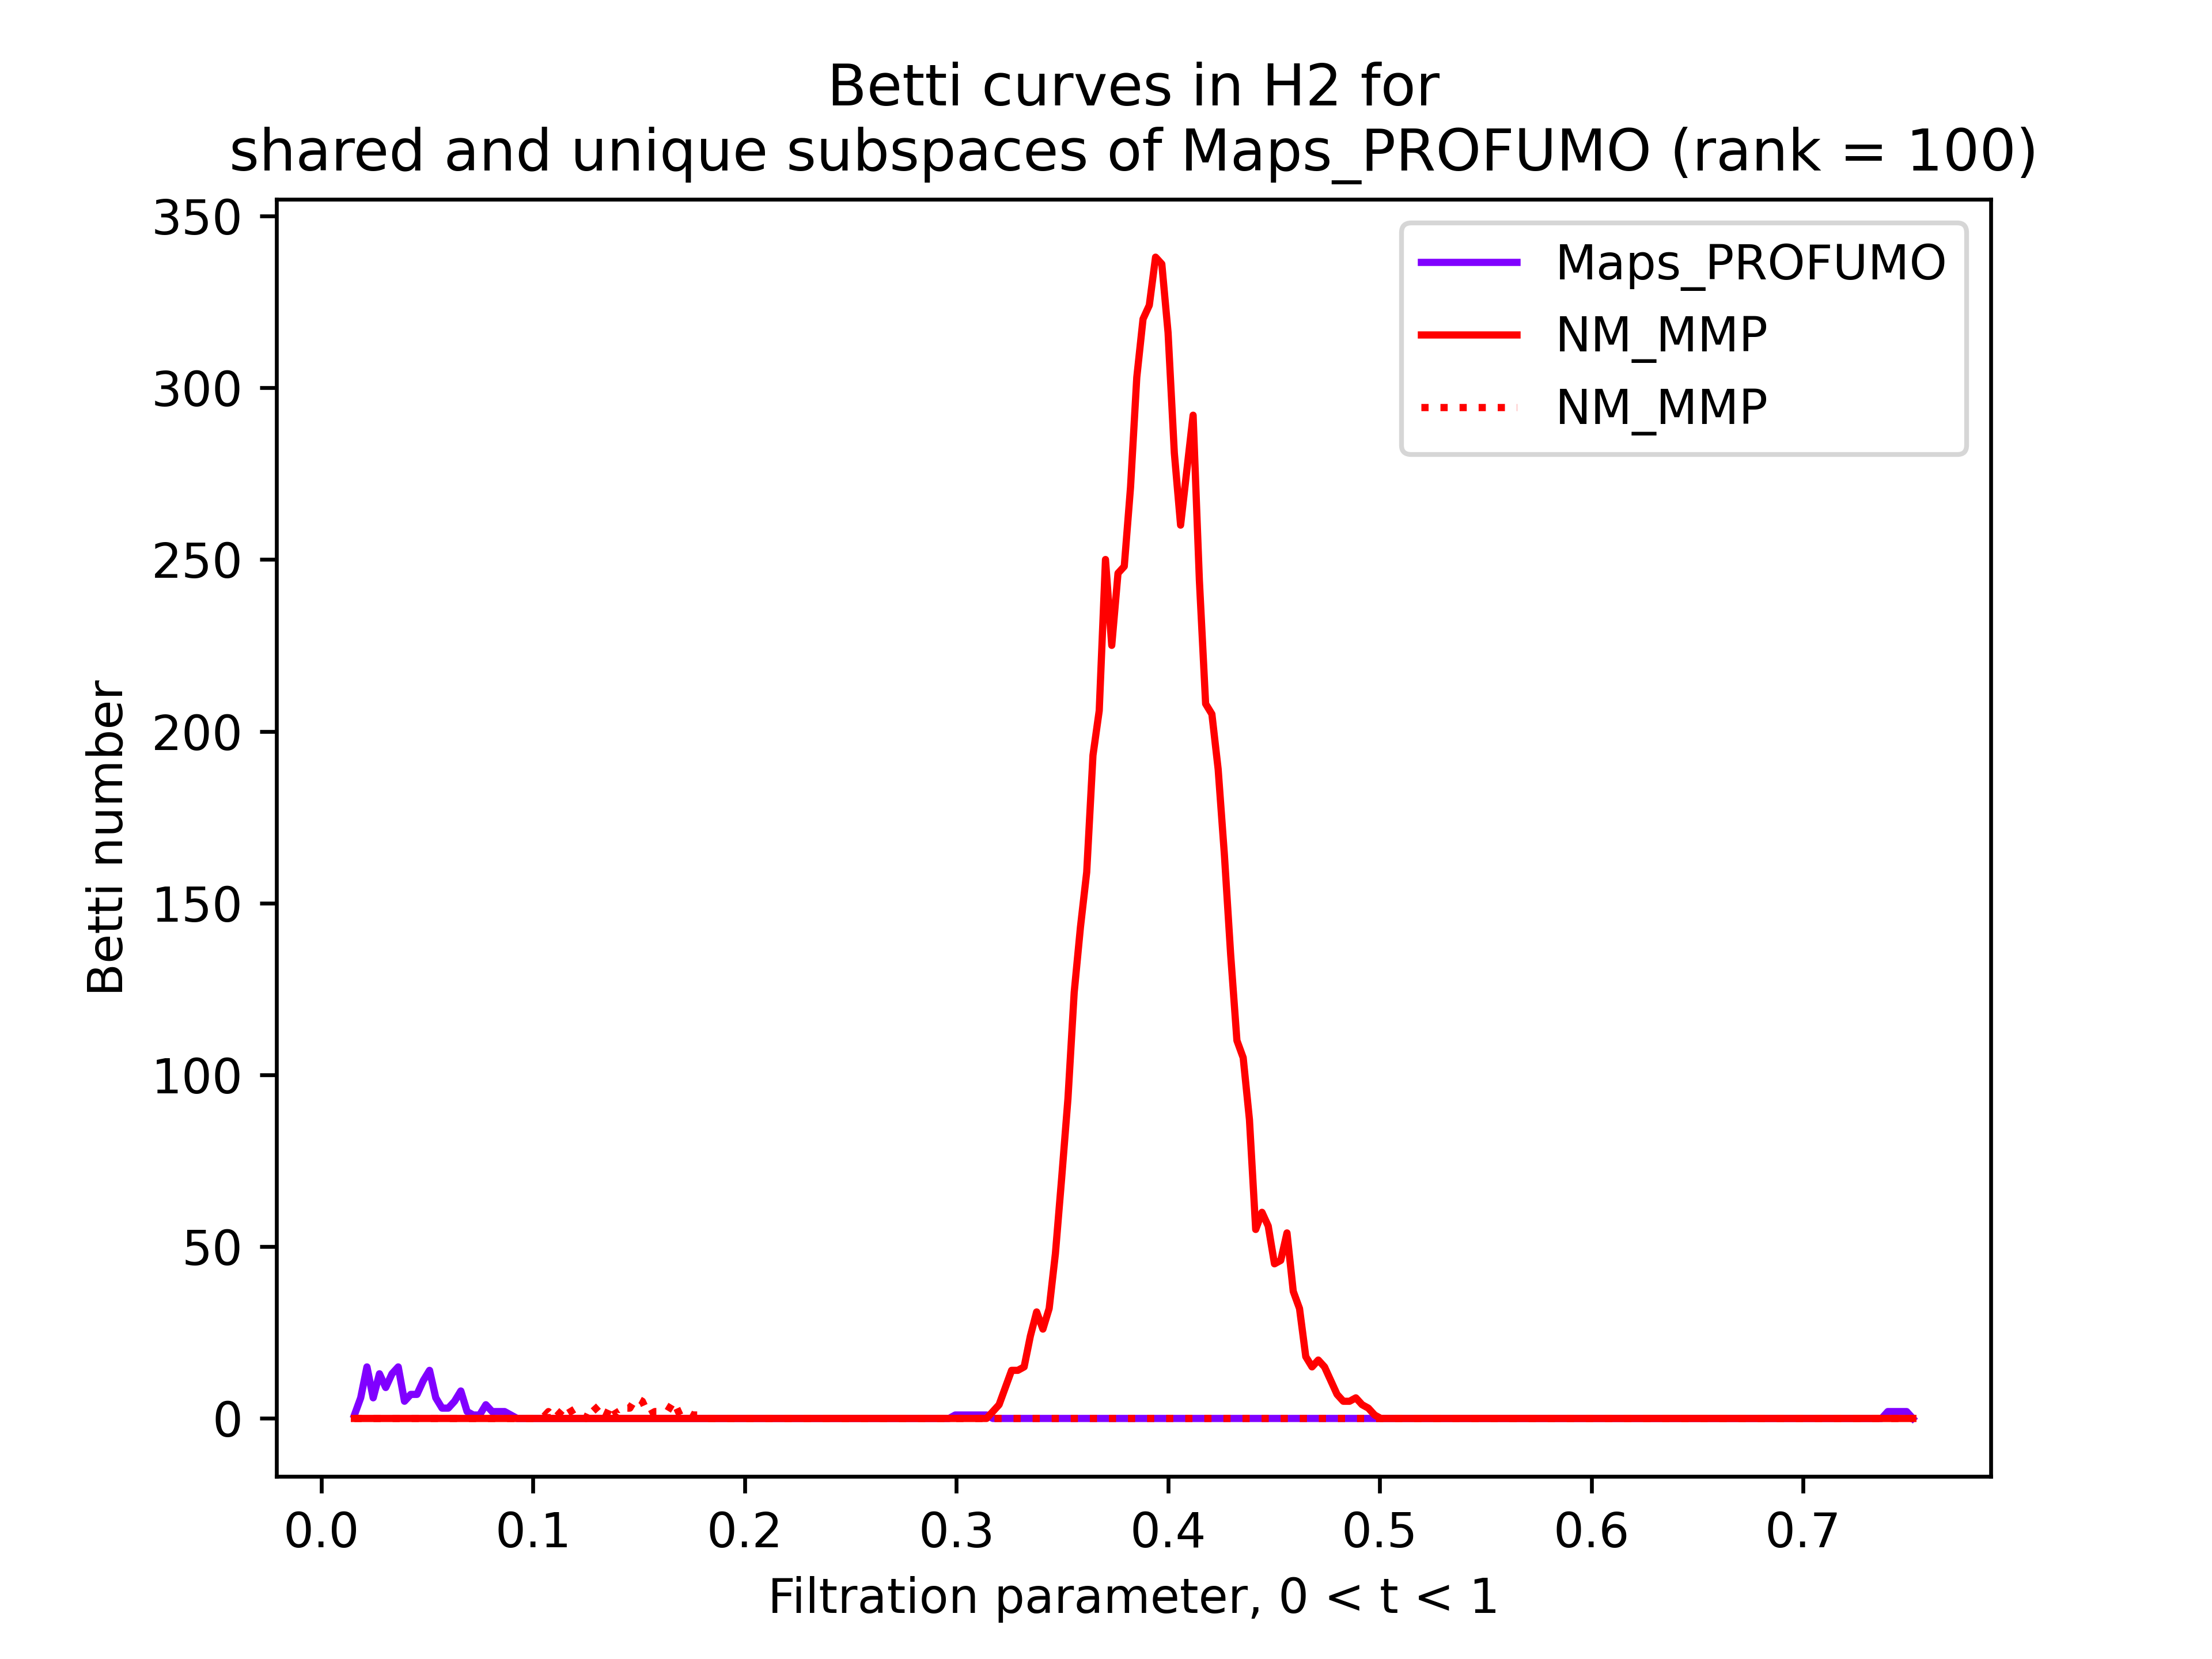 Betti curves in H2 for
shared and unique subspaces of Maps_PROFUMO (rank = 100)
350
300
250
200
150
100
50
0
Betti number
Maps_PROFUMO
NM_MMP
NM_MMP
0.0 0.1 0.2 0.3 0.4 0.5 0.6 0.7
Filtration parameter, 0 < t < 1